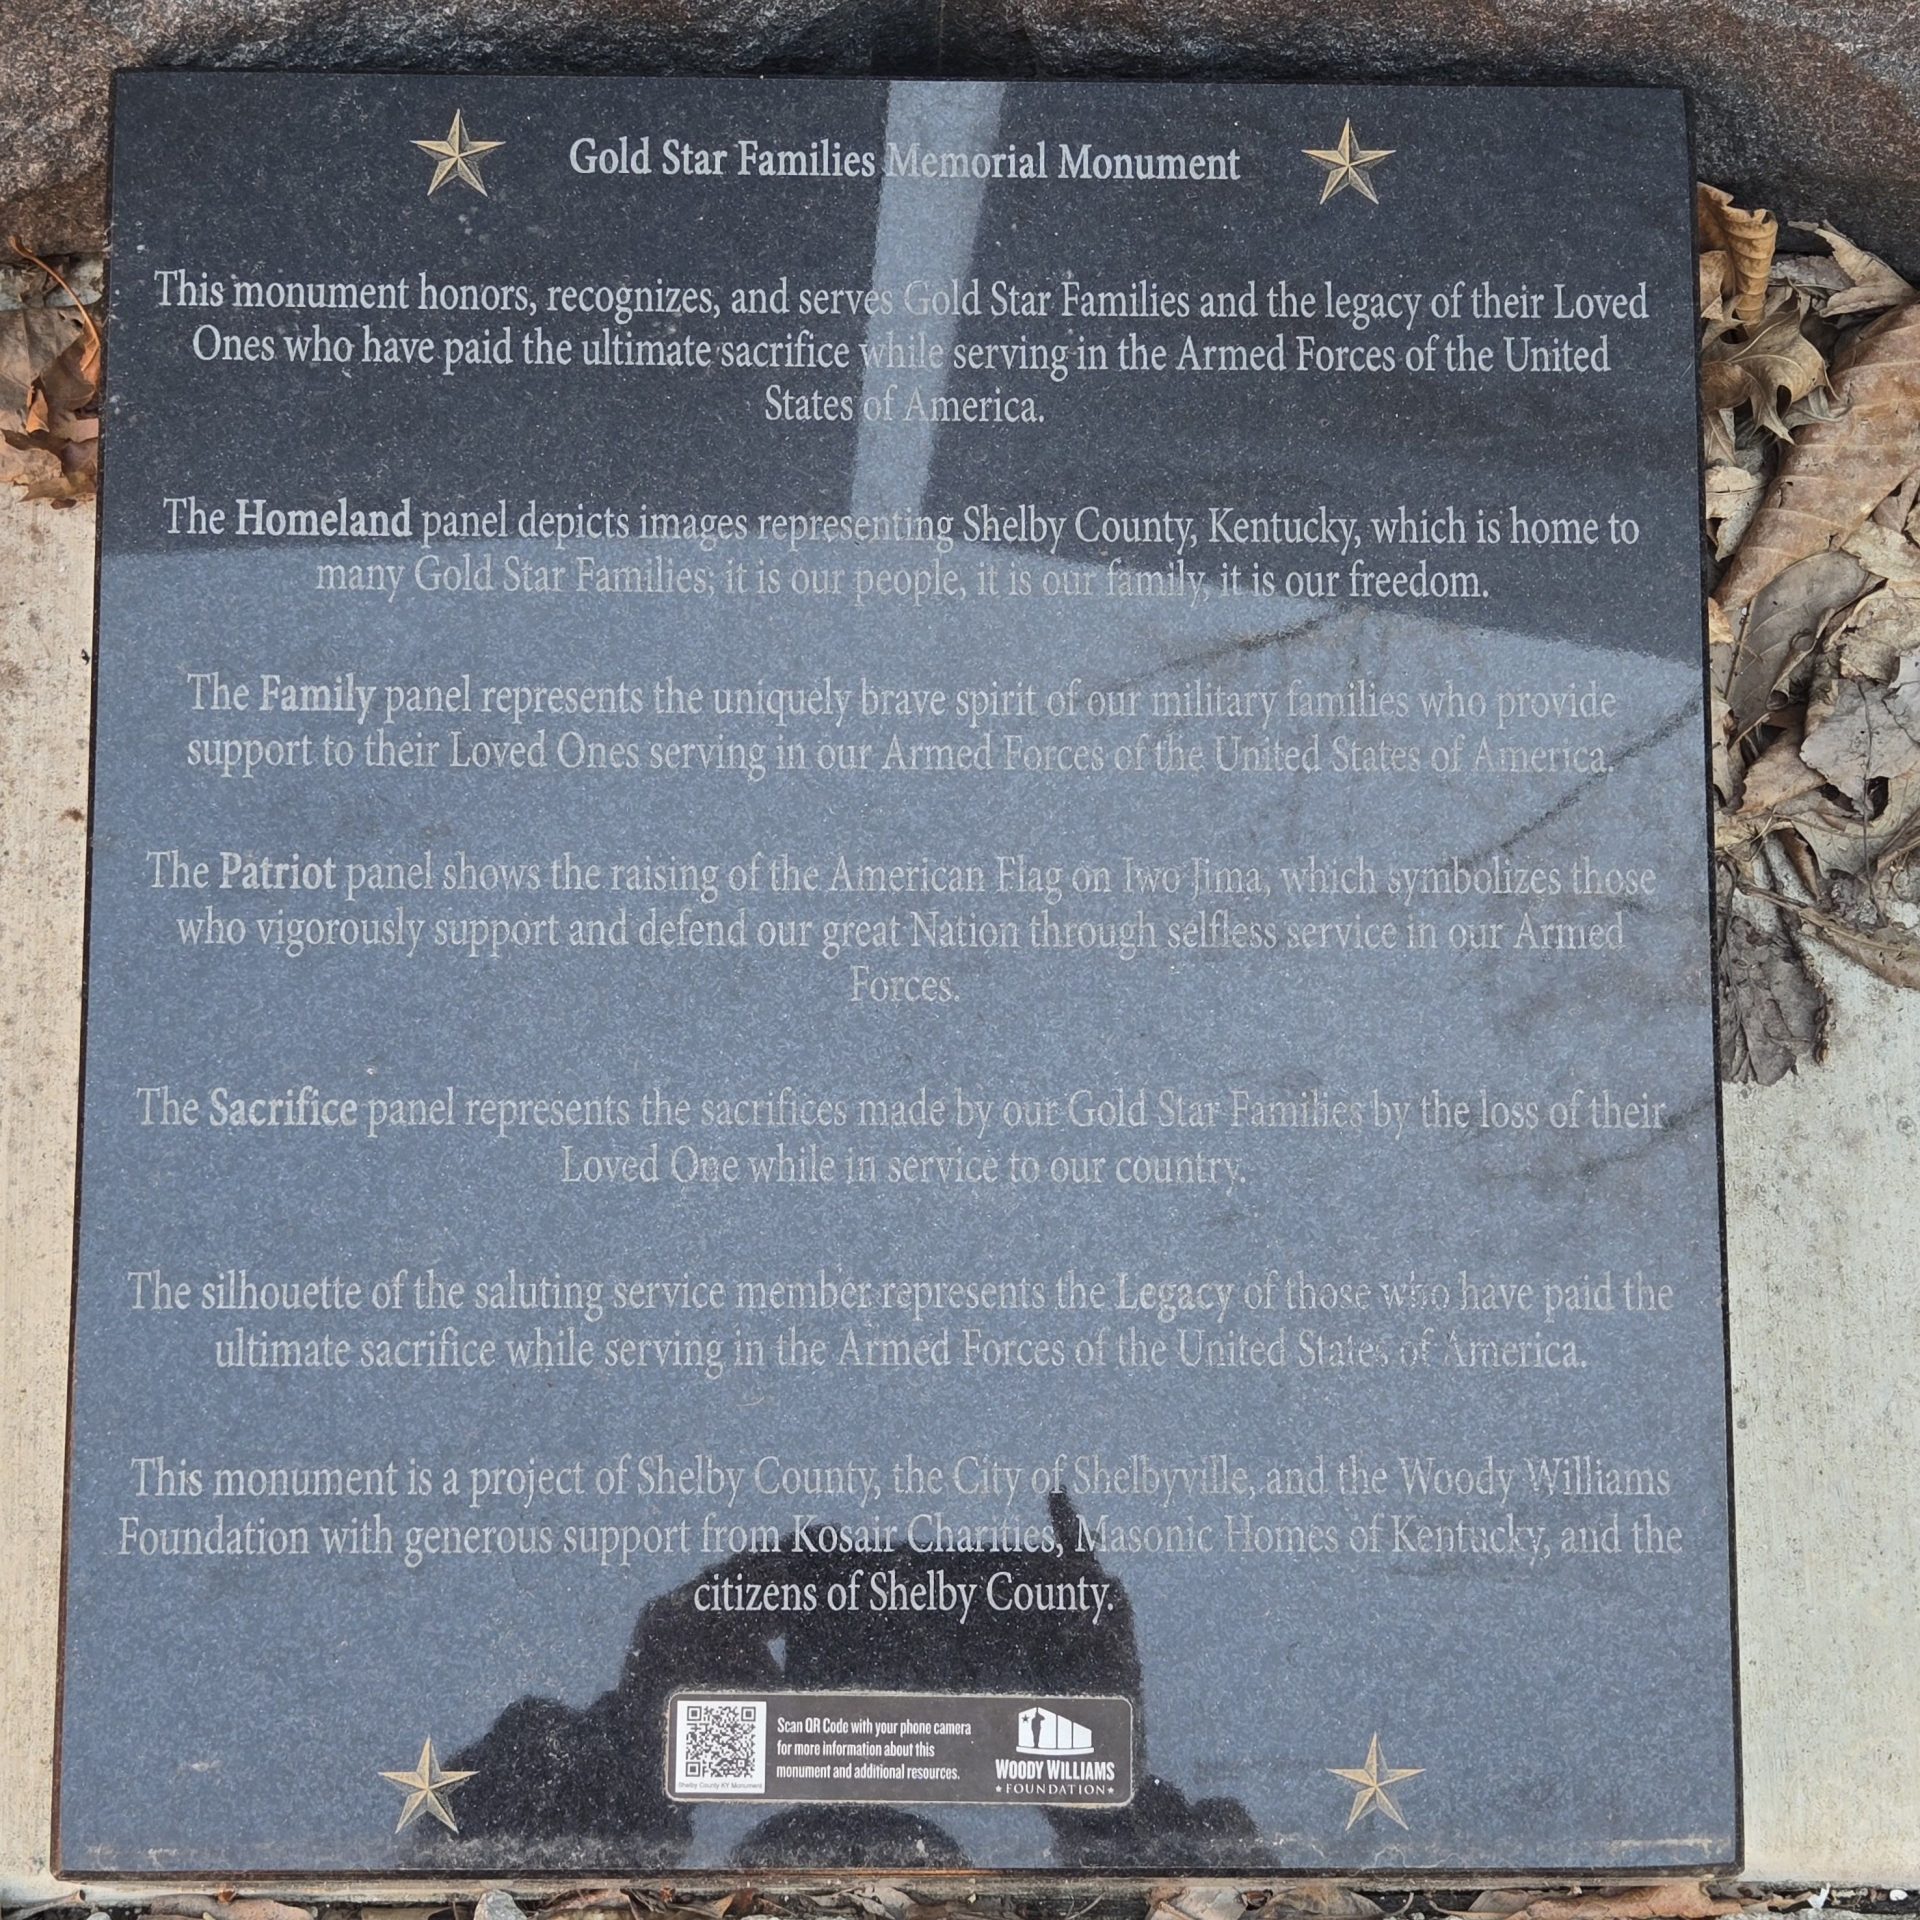 Gold Star Families Memorial Monument
This monument honors, recognizes, and serves Gold Star Families and the legacy of their Loved
Ones who have paid the ultimate sacrifice while serving in the Armed Forces of the United
States of America.
The Homeland panel depicts images representing Shelby County, Kentucky, which is home to
many Gold Star Families; it is our people, it is our family, it is our freedom.
The Family panel represents the uniquely brave spirit of our military families who provide
support to their Loved Ones serving in our Armed Forces of the United States of America.
The Patriot panel shows the raising of the American Flag on Iwo Jima, which symbolizes those
who vigorously support and defend our great Nation through selfless service in our Armed
Forces.
The Sacrifice panel represents the sacrifices made by our Gold Star Families by the loss of their
Loved One while in service to our country.
The silhouette of the saluting service member represents the Legacy of those who have paid the
ultimate sacrifice while serving in the Armed Forces of the United States of America.
This monument is a project of Shelby County, the City of Shelbyville, and the Woody Williams
Foundation with generous support from Kosair Charities, Masonic Homes of Kentucky, and the
citizens of Shelby County.
Scan QR Code with your phone camera
for more information about this
monument and additional resources.
Shelby County KY Monument
WOODY WILLIAMS
FOUNDATION